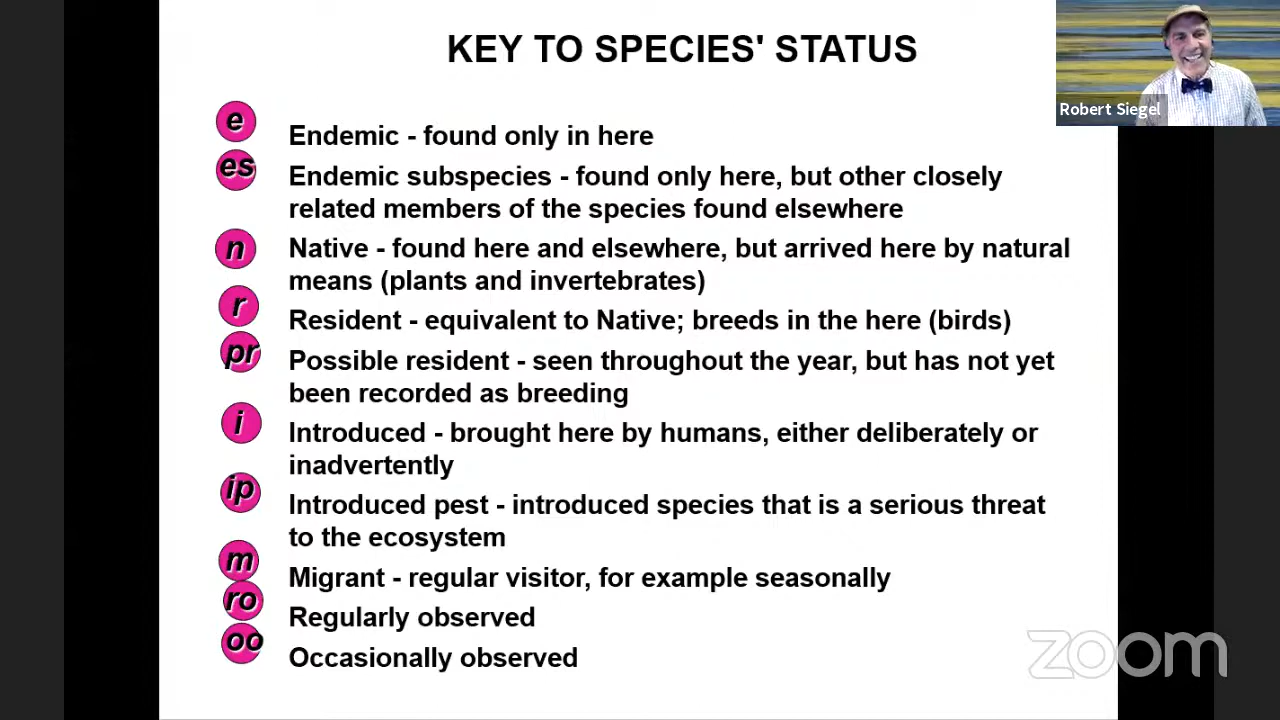 KEY TO SPECIES' STATUS
Robert Siegel
e
Endemic - found only in here
es
Endemic subspecies - found only here, but other closely
related members of the species found elsewhere
n
Native - found here and elsewhere, but arrived here by natural
means (plants and invertebrates)
r
Resident - equivalent to Native; breeds in the here (birds)
pr
Possible resident - seen throughout the year, but has not yet
been recorded as breeding
i
Introduced - brought here by humans, either deliberately or
inadvertently
ip
Introduced pest - introduced species that is a serious threat
to the ecosystem
m
Migrant - regular visitor, for example seasonally
ro
Regularly observed
oo
Occasionally observed
zoom